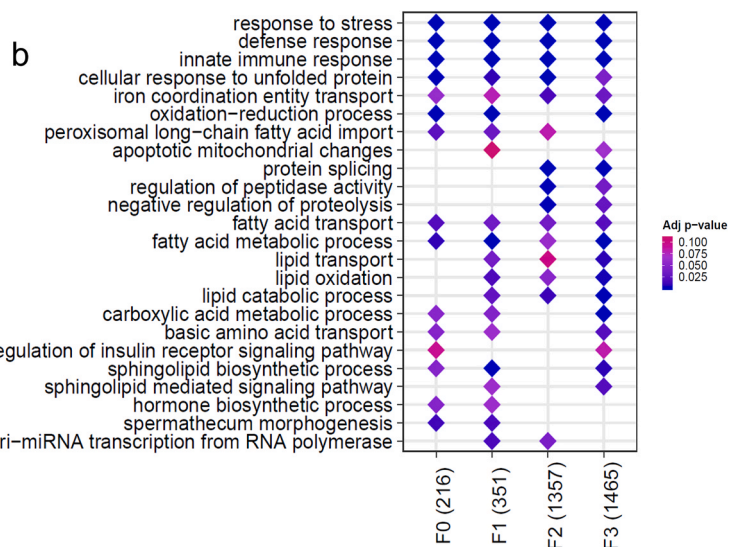 b
response to stress
defense response
innate immune response
cellular response to unfolded protein
iron coordination entity transport
oxidation−reduction process
peroxisomal long−chain fatty acid import
apoptotic mitochondrial changes
protein splicing
regulation of peptidase activity
negative regulation of proteolysis
fatty acid transport
fatty acid metabolic process
lipid transport
lipid oxidation
lipid catabolic process
carboxylic acid metabolic process
basic amino acid transport
egulation of insulin receptor signaling pathway
sphingolipid biosynthetic process
sphingolipid mediated signaling pathway
hormone biosynthetic process
spermathecum morphogenesis
ri−miRNA transcription from RNA polymerase
F0 (216)
F1 (351)
F2 (1357)
F3 (1465)
Adj p−value
0.100
0.075
0.050
0.025